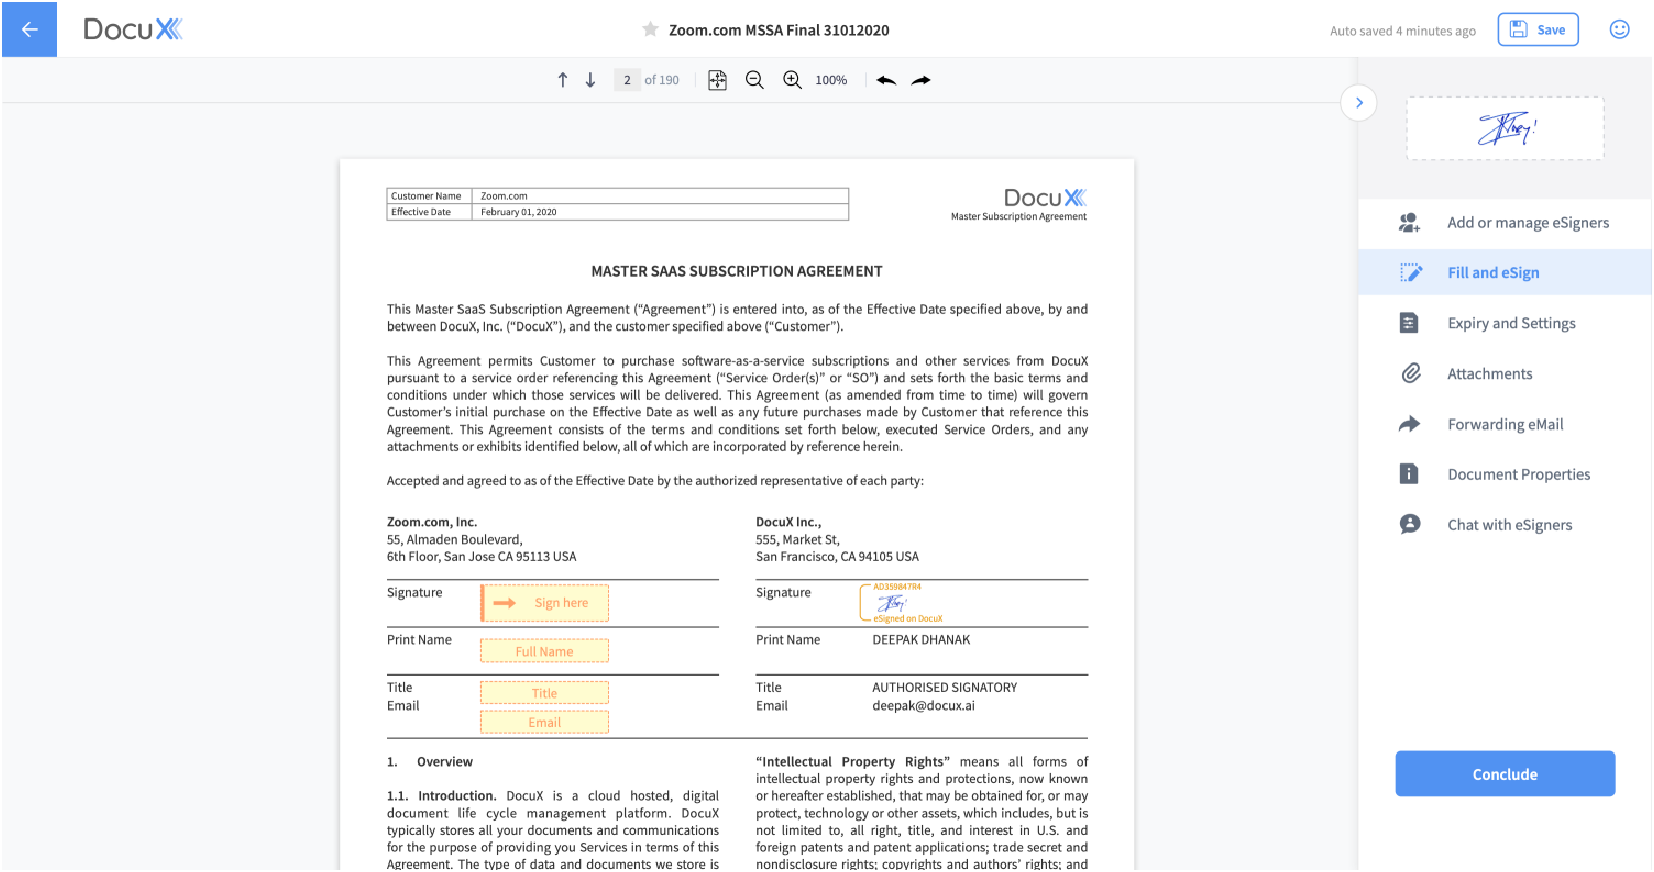 DocuX
Zoom.com MSSA Final 31012020
Auto saved 4 minutes ago
Save
2 of 190
100%
Customer Name Zoom.com
Effective Date February 01, 2020
DocuX
Master Subscription Agreement
MASTER SAAS SUBSCRIPTION AGREEMENT
This Master SaaS Subscription Agreement (“Agreement”) is entered into, as of the Effective Date specified above, by and
between DocuX, Inc. (“DocuX”), and the customer specified above (“Customer”).
This Agreement permits Customer to purchase software-as-a-service subscriptions and other services from DocuX
pursuant to a service order referencing this Agreement (“Service Order(s)” or “SO”) and sets forth the basic terms and
conditions under which those services will be delivered. This Agreement (as amended from time to time) will govern
Customer’s initial purchase on the Effective Date as well as any future purchases made by Customer that reference this
Agreement. This Agreement consists of the terms and conditions set forth below, executed Service Orders, and any
attachments or exhibits identified below, all of which are incorporated by reference herein.
Accepted and agreed to as of the Effective Date by the authorized representative of each party:
Zoom.com, Inc.
55, Almaden Boulevard,
6th Floor, San Jose CA 95113 USA
Signature
Sign here
Print Name
Full Name
Title
Title
Email
Email
DocuX Inc.,
555, Market St,
San Francisco, CA 94105 USA
Signature
AD359847R4
eSigned on DocuX
Print Name DEEPAK DHANAK
Title AUTHORISED SIGNATORY
Email deepak@docux.ai
1. Overview
1.1. Introduction. DocuX is a cloud hosted, digital
document life cycle management platform. DocuX
typically stores all your documents and communications
for the purpose of providing you Services in terms of this
Agreement. The type of data and documents we store is
“Intellectual Property Rights” means all forms of
intellectual property rights and protections, now known
or hereafter established, that may be obtained for, or may
protect, technology or other assets, which includes, but is
not limited to, all right, title, and interest in U.S. and
foreign patents and patent applications; trade secret and
nondisclosure rights; copyrights and authors’ rights; and
Add or manage eSigners
Fill and eSign
Expiry and Settings
Attachments
Forwarding eMail
Document Properties
Chat with eSigners
Conclude